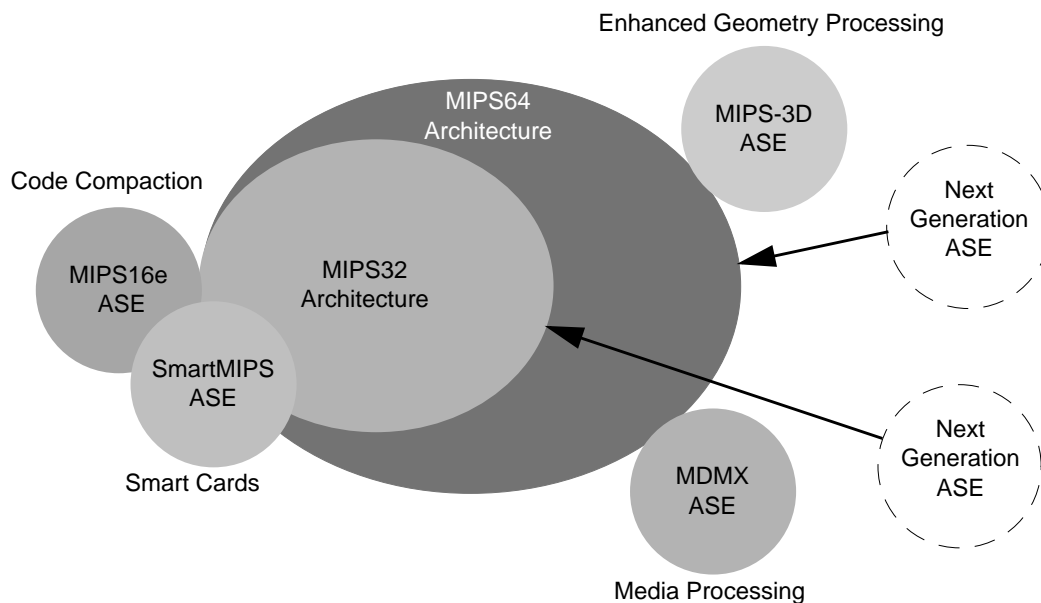 Enhanced Geometry Processing
MIPS64
Architecture
MIPS-3D
ASE
Code Compaction
Next
Generation
ASE
MIPS16e
ASE
MIPS32
Architecture
SmartMIPS
ASE
Next
Generation
ASE
Smart Cards
MDMX
ASE
Media Processing